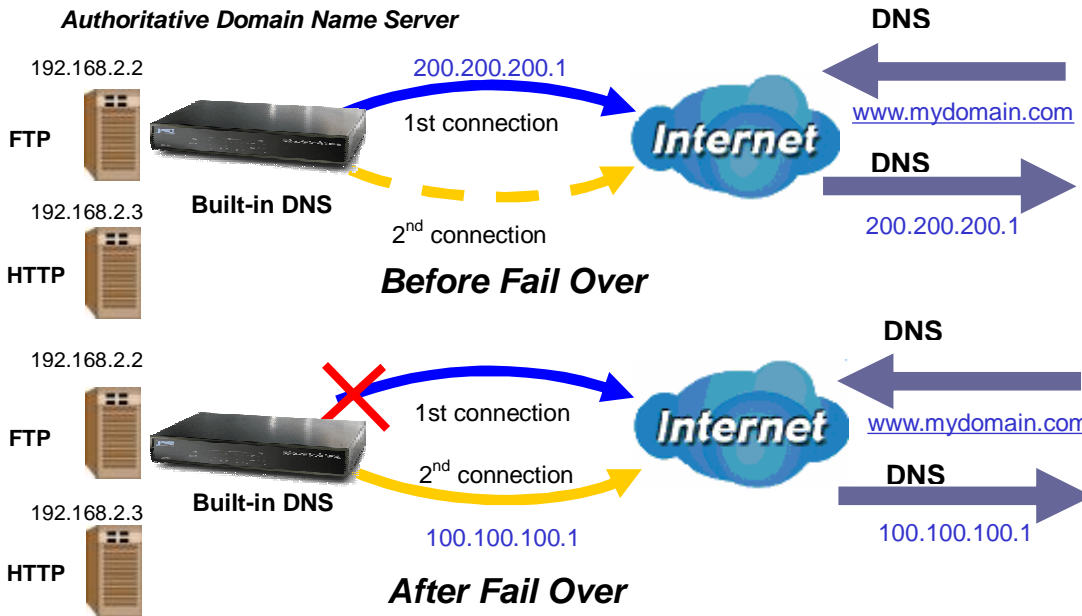 Authoritative Domain Name Server
DNS
192.168.2.2
200.200.200.1
www.mydomain.com
FTP
1st connection
Internet
DNS
Built-in DNS
192.168.2.3
2nd connection
200.200.200.1
HTTP
Before Fail Over
DNS
192.168.2.2
1st connection
www.mydomain.com
FTP
Internet
2nd connection
DNS
Built-in DNS
192.168.2.3
100.100.100.1
100.100.100.1
HTTP
After Fail Over